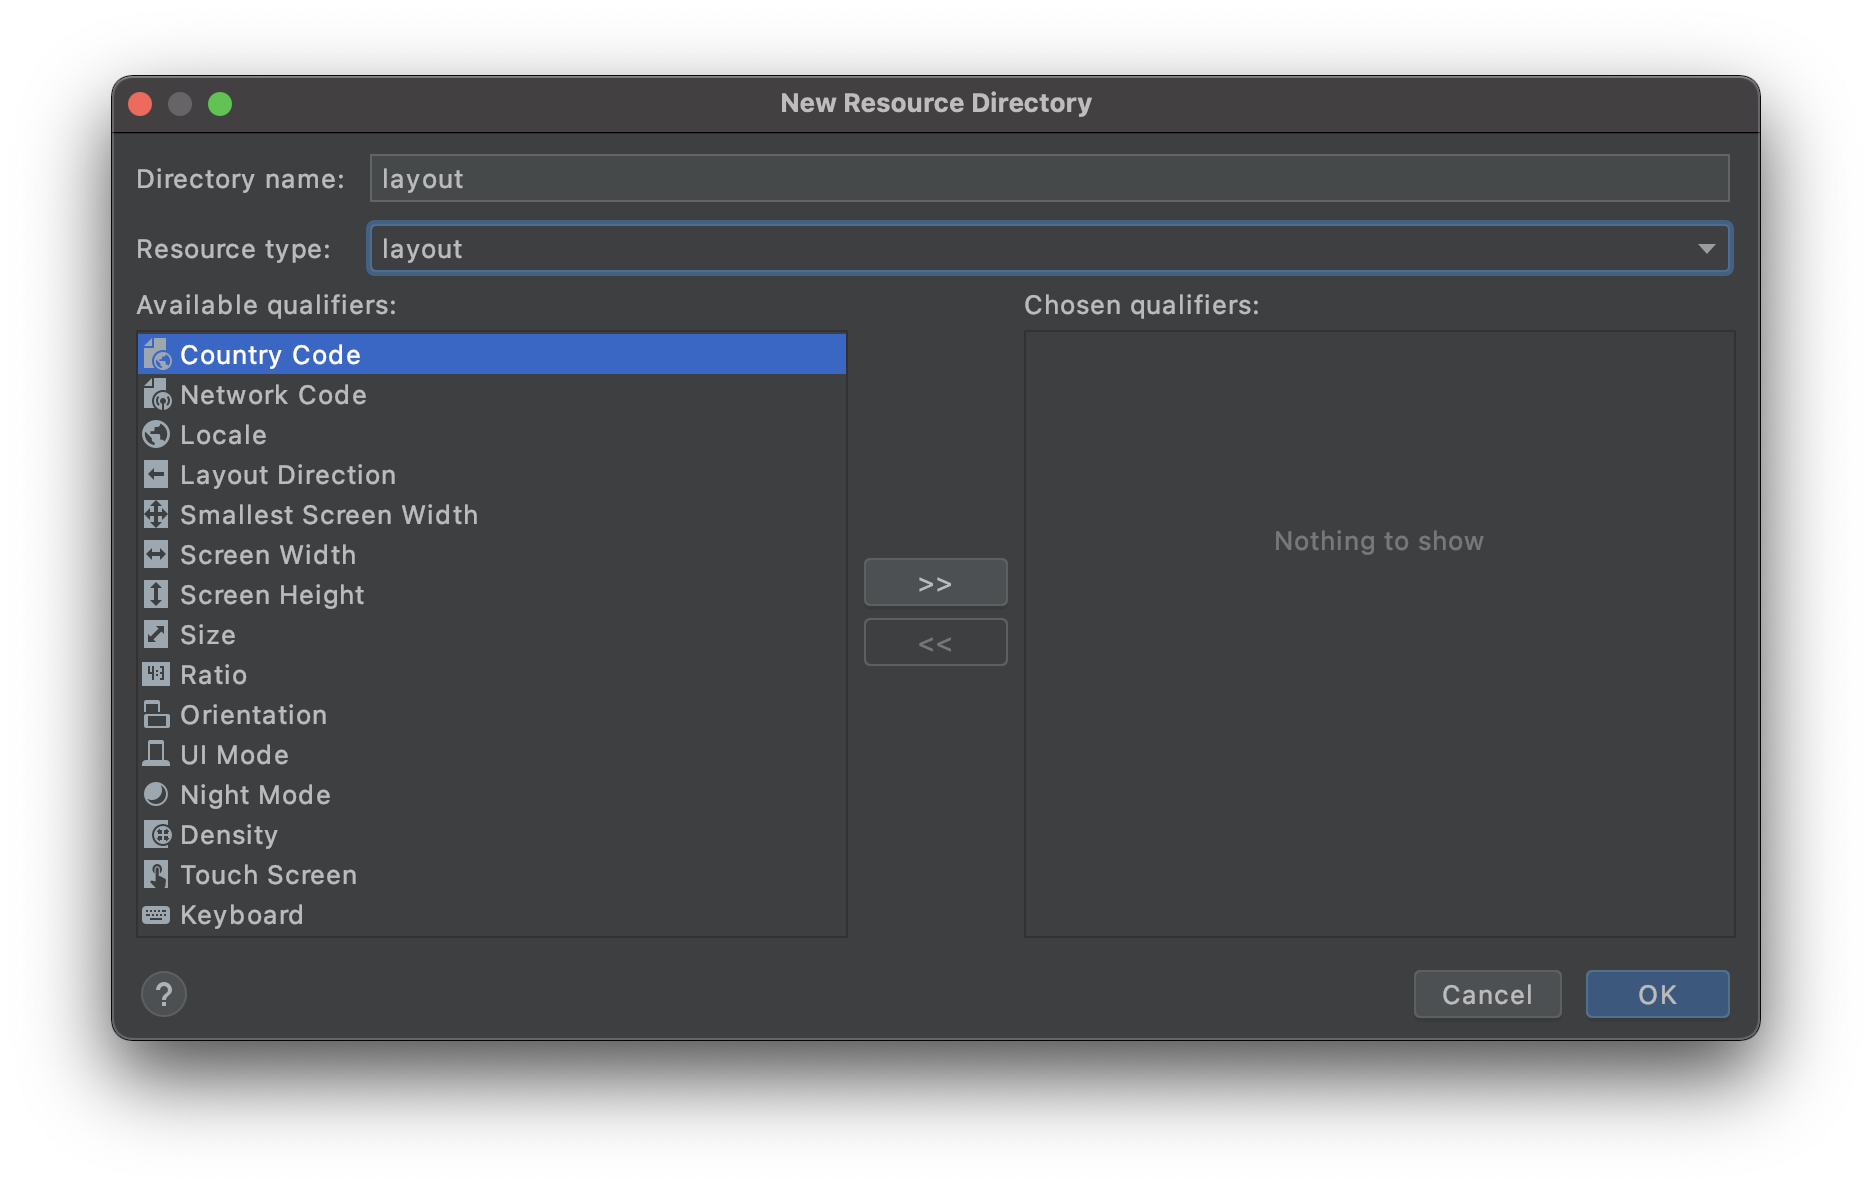 New Resource Directory
Directory name: layout
Resource type: layout
Available qualifiers:
Chosen qualifiers:
Country Code
Network Code
Locale
Layout Direction
Smallest Screen Width
Screen Width
Screen Height
Size
4:3 Ratio
Orientation
UI Mode
Night Mode
Density
Touch Screen
Keyboard
>>
<<
Nothing to show
?
Cancel
OK